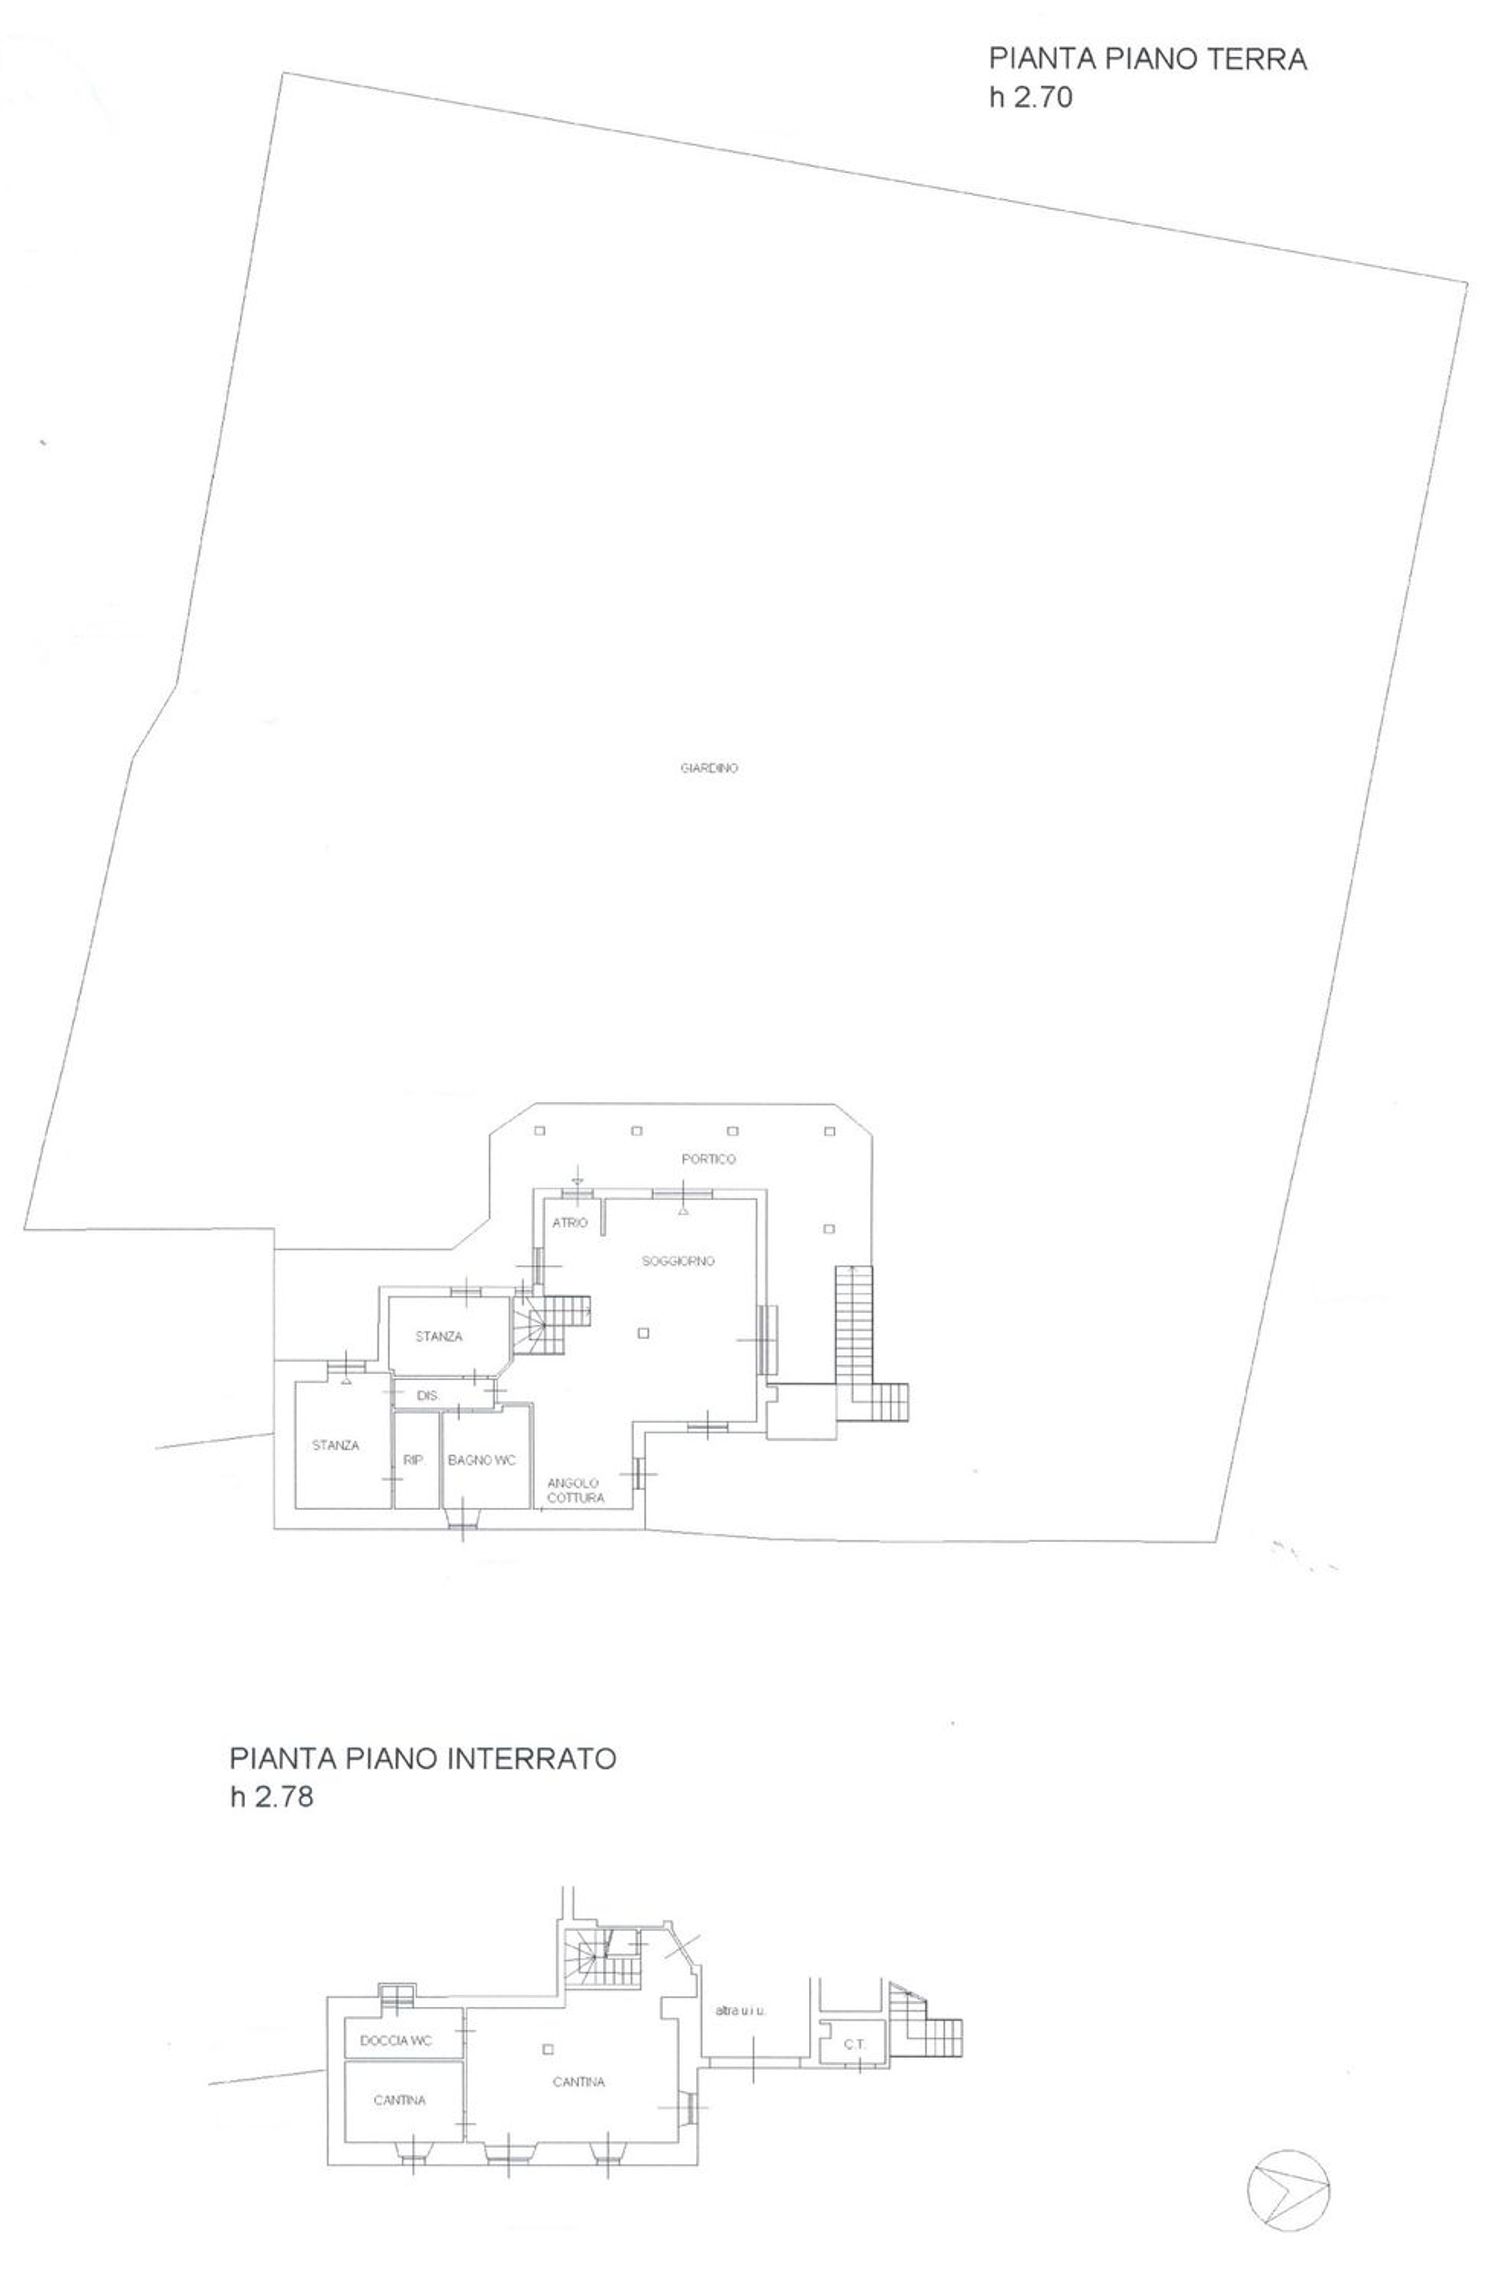 PIANTA PIANO TERRA
h 2.70
GIARDINO
PORTICO
ATRIO
SOGGIORNO
STANZA
DIS.
STANZA
RIP.
BAGNO WC
ANGOLO
COTTURA
PIANTA PIANO INTERRATO
h 2.78
altra u.i.u.
DOCCIA WC
C.T.
CANTINA
CANTINA